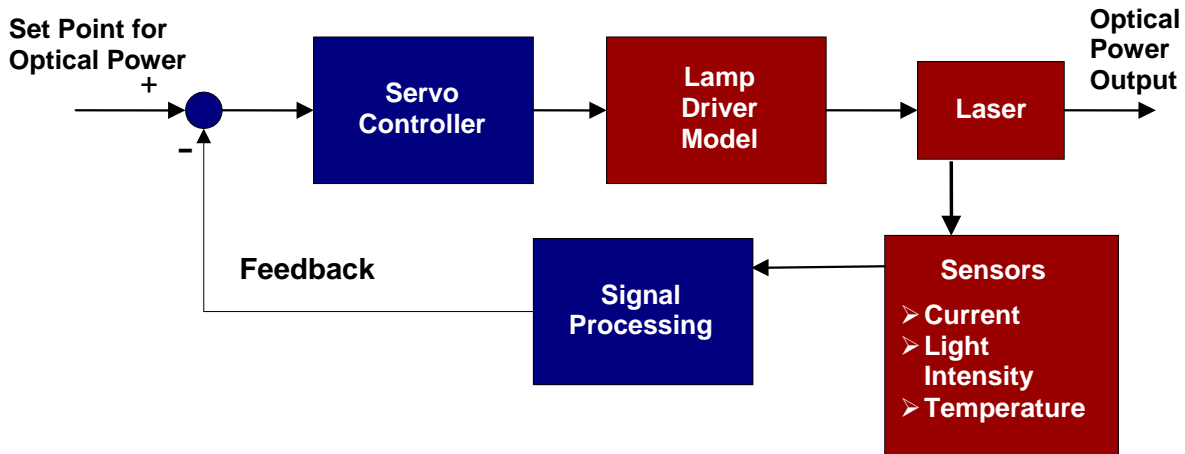 Set Point for
Optical Power
+
-
Servo
Controller
Lamp
Driver
Model
Laser
Optical
Power
Output
Feedback
Signal
Processing
Sensors
➢ Current
➢ Light
Intensity
➢ Temperature